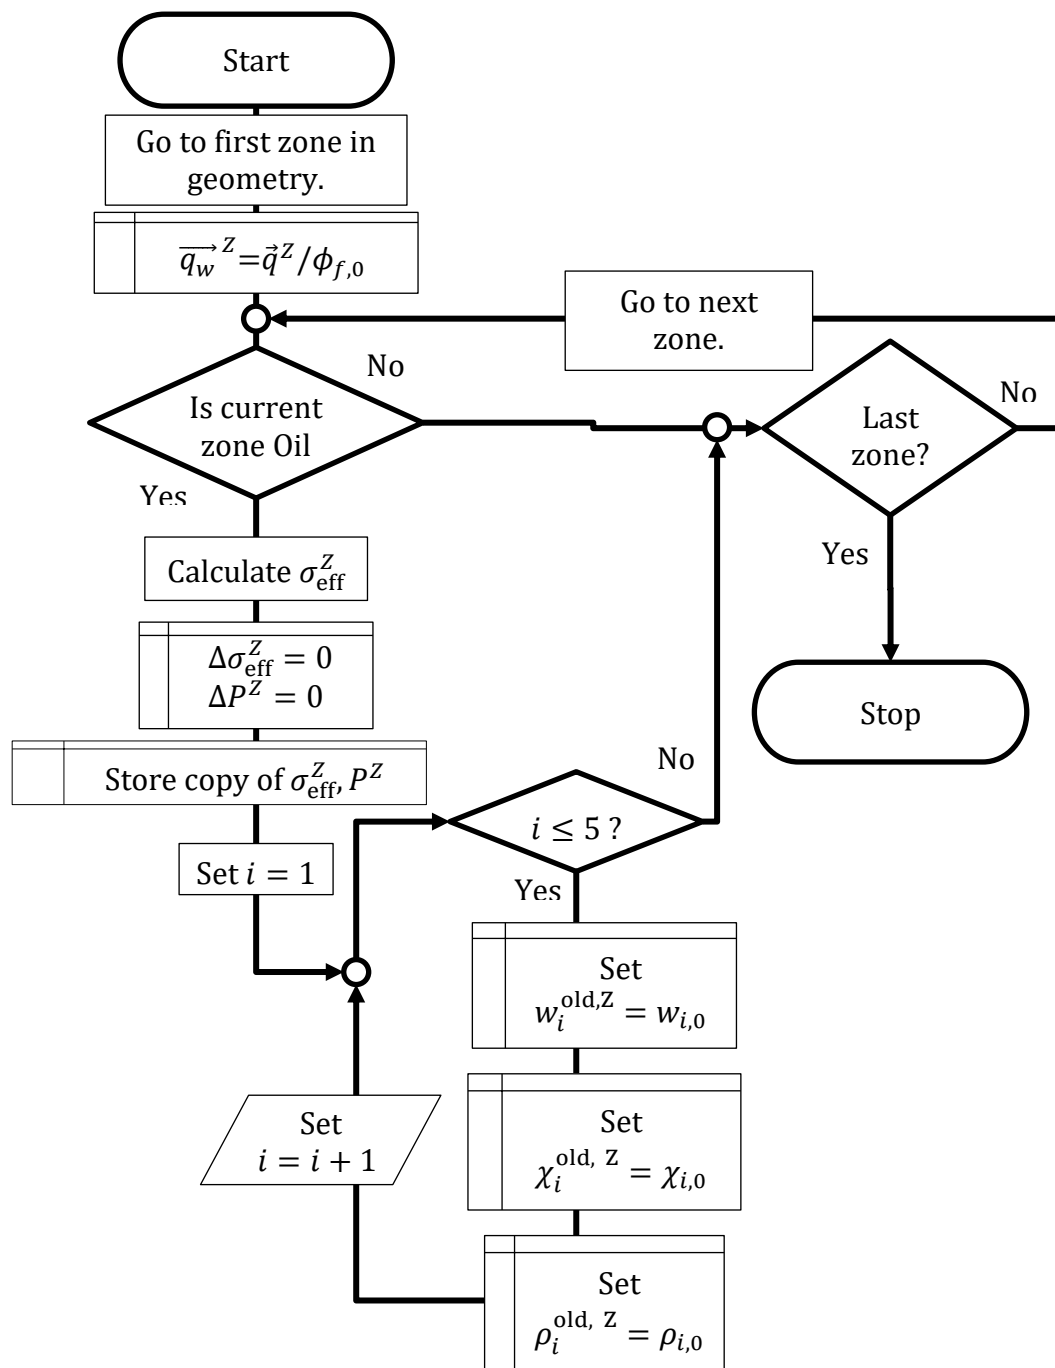 Start
Go to first zone in
geometry.
$\overrightarrow{q_w}^{Z} = \vec{q}^{Z} / \phi_{f,0}$
Go to next
zone.
No
Is current
zone Oil
Yes
Last
zone?
No
Yes
Stop
Calculate $\sigma_{\text{eff}}^{Z}$
$\Delta\sigma_{\text{eff}}^{Z} = 0$
$\Delta P^{Z} = 0$
Store copy of $\sigma_{\text{eff}}^{Z}, P^{Z}$
Set $i = 1$
$i \leq 5$ ?
No
Yes
Set
$w_i^{\text{old,Z}} = w_{i,0}$
Set
$\chi_i^{\text{old, Z}} = \chi_{i,0}$
Set
$i = i + 1$
Set
$\rho_i^{\text{old, Z}} = \rho_{i,0}$